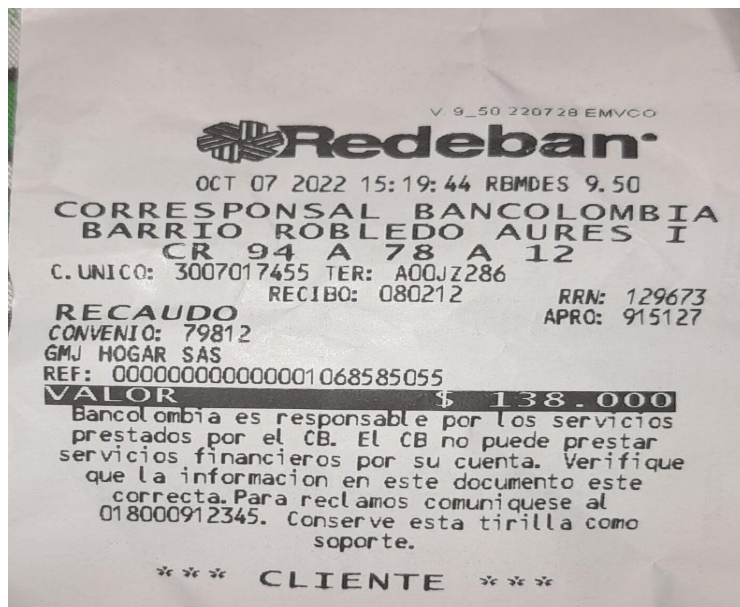 V. 9_50 220728 EMVCO
Redeban
OCT 07 2022 15:19:44 RBMDES 9.50
CORRESPONSAL BANCOLOMBIA
BARRIO ROBLEDO AURES I
CR 94 A 78 A 12
C.UNICO: 3007017455 TER: A00JZ286
RECIBO: 080212 RRN: 129673
RECAUDO APRO: 915127
CONVENIO: 79812
GMJ HOGAR SAS
REF: 0000000000000001068585055
VALOR $ 138.000
Bancolombia es responsable por los servicios
prestados por el CB. El CB no puede prestar
servicios financieros por su cuenta. Verifique
que la informacion en este documento este
correcta.Para reclamos comuniquese al
018000912345. Conserve esta tirilla como
soporte.
*** CLIENTE ***